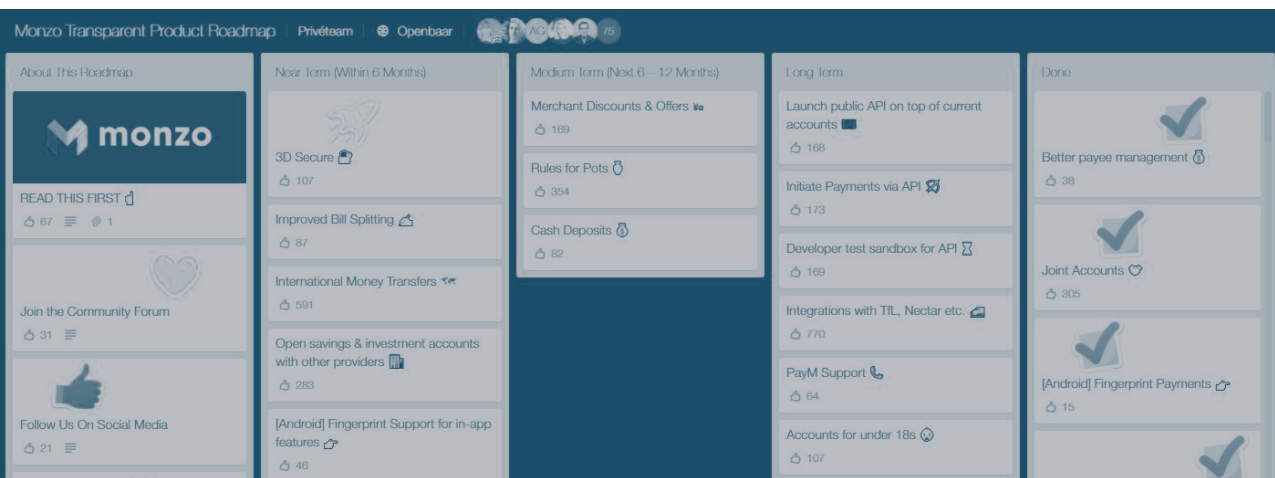 Monzo Transparent Product Roadmap
Privéteam
Openbaar
AG
75
About This Roadmap
monzo
READ THIS FIRST
67
1
Join the Community Forum
31
Follow Us On Social Media
21
Near Term (Within 6 Months)
3D Secure
107
Improved Bill Splitting
87
International Money Transfers
591
Open savings & investment accounts
with other providers
283
[Android] Fingerprint Support for in-app
features
46
Medium Term (Next 6 – 12 Months)
Merchant Discounts & Offers
169
Rules for Pots
354
Cash Deposits
82
Long Term
Launch public API on top of current
accounts
168
Initiate Payments via API
173
Developer test sandbox for API
169
Integrations with TfL, Nectar etc.
770
PayM Support
64
Accounts for under 18s
107
Done
Better payee management
38
Joint Accounts
305
[Android] Fingerprint Payments
15